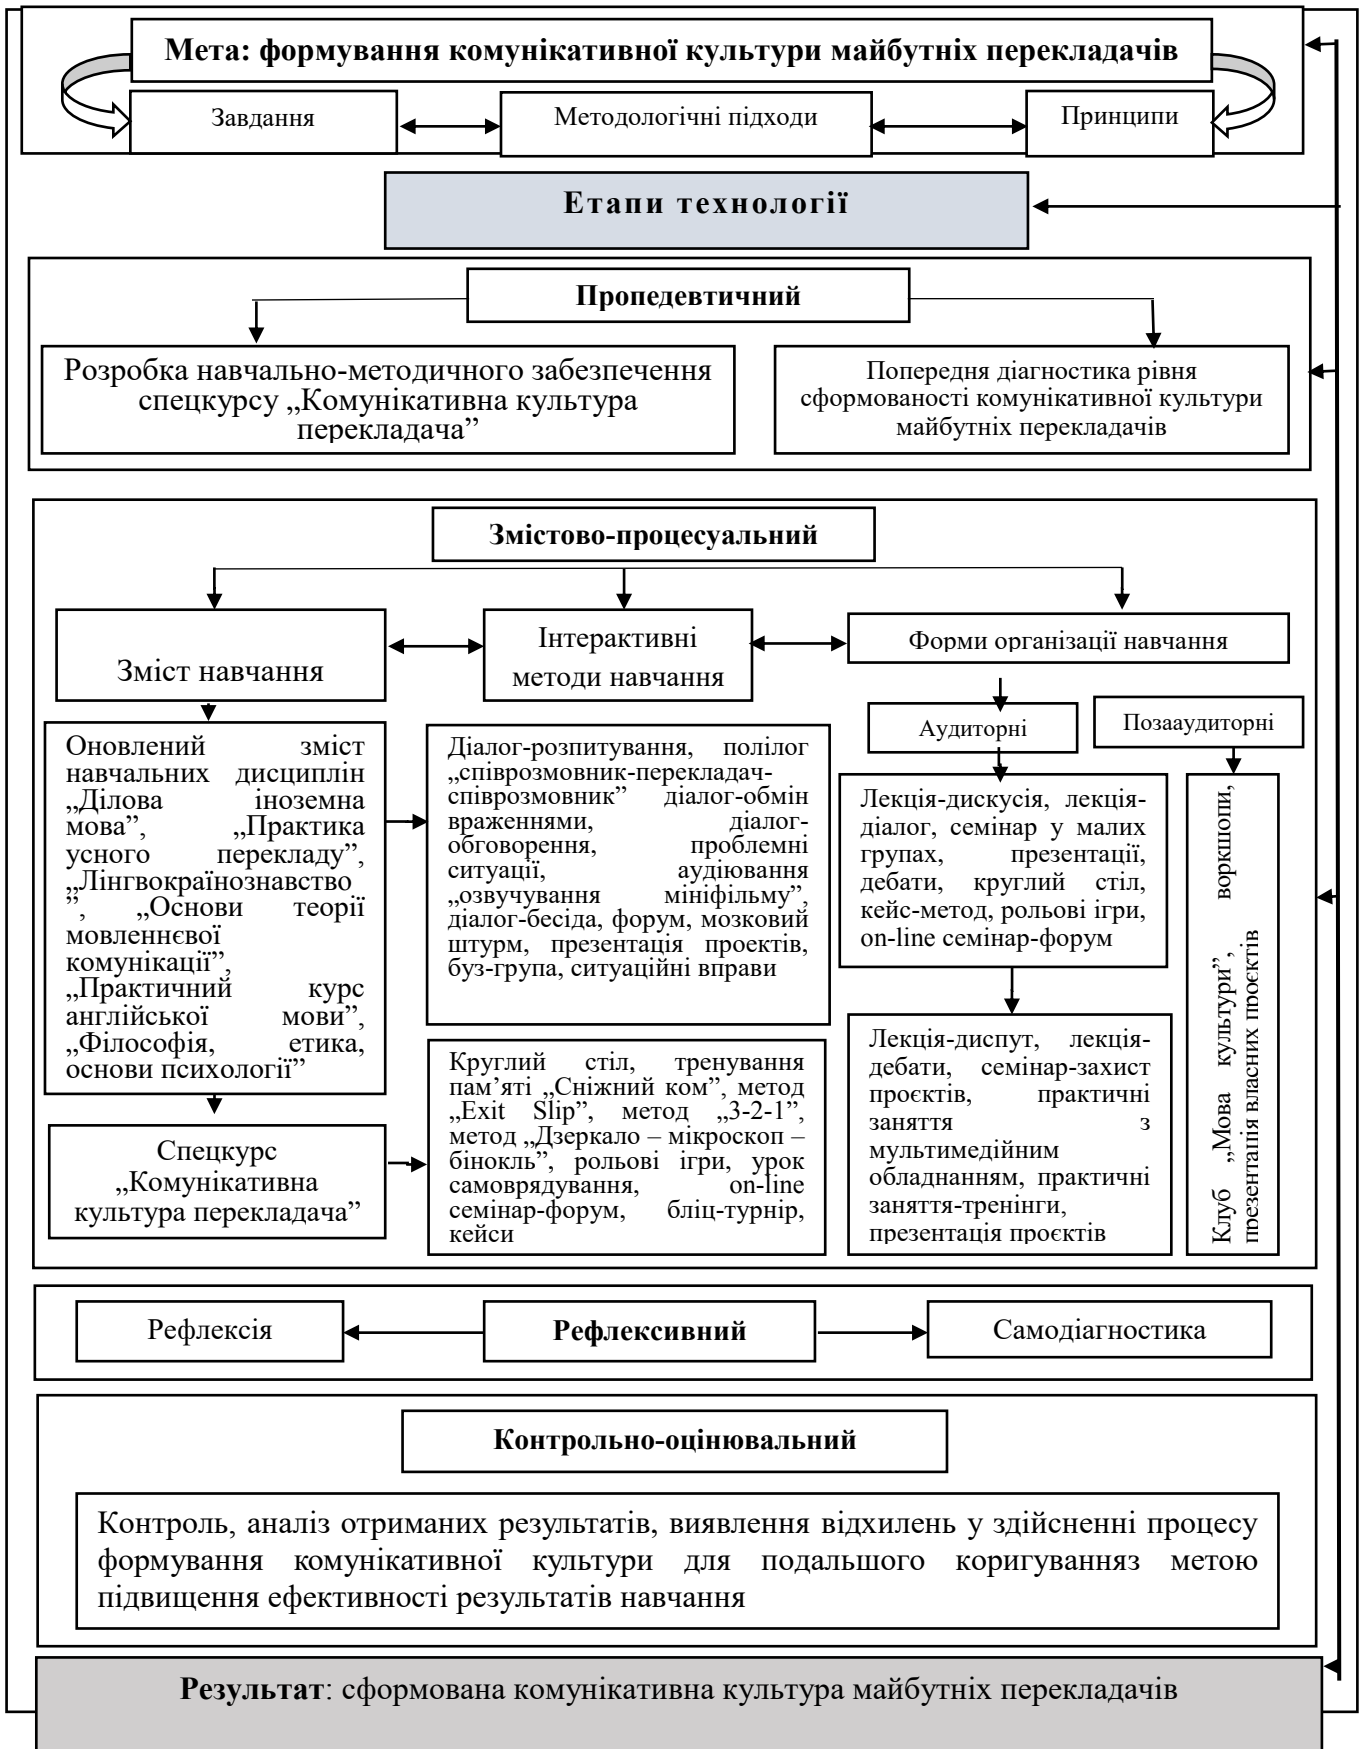 Мета: формування комунікативної культури майбутніх перекладачів
Завдання
Методологічні підходи
Принципи
Етапи технології
Пропедевтичний
Розробка навчально-методичного забезпечення
спецкурсу „Комунікативна культура
перекладача”
Попередня діагностика рівня
сформованості комунікативної культури
майбутніх перекладачів
Змістово-процесуальний
Зміст навчання
Інтерактивні
методи навчання
Форми організації навчання
Аудиторні
Позааудиторні
Оновлений зміст
навчальних дисциплін
„Ділова іноземна
мова”, „Практика
усного перекладу”,
„Лінгвокраїнознавство
”, „Основи теорії
мовленнєвої
комунікації”,
„Практичний курс
англійської мови”,
„Філософія, етика,
основи психології”
Діалог-розпитування, полілог
„співрозмовник-перекладач-
співрозмовник” діалог-обмін
враженнями, діалог-
обговорення, проблемні
ситуації, аудіювання
„озвучування мініфільму”,
діалог-бесіда, форум, мозковий
штурм, презентація проектів,
буз-група, ситуаційні вправи
Лекція-дискусія, лекція-
діалог, семінар у малих
групах, презентації,
дебати, круглий стіл,
кейс-метод, рольові ігри,
on-line семінар-форум
Клуб „Мова культури”, воркшопи,
презентація власних проєктів
Спецкурс
„Комунікативна
культура перекладача”
Круглий стіл, тренування
пам’яті „Сніжний ком”, метод
„Exit Slip”, метод „3-2-1”,
метод „Дзеркало – мікроскоп –
бінокль”, рольові ігри, урок
самоврядування, on-line
семінар-форум, бліц-турнір,
кейси
Лекція-диспут, лекція-
дебати, семінар-захист
проєктів, практичні
заняття з
мультимедійним
обладнанням, практичні
заняття-тренінги,
презентація проєктів
Рефлексія
Рефлексивний
Самодіагностика
Контрольно-оцінювальний
Контроль, аналіз отриманих результатів, виявлення відхилень у здійсненні процесу
формування комунікативної культури для подальшого коригуванняз метою
підвищення ефективності результатів навчання
Результат: сформована комунікативна культура майбутніх перекладачів